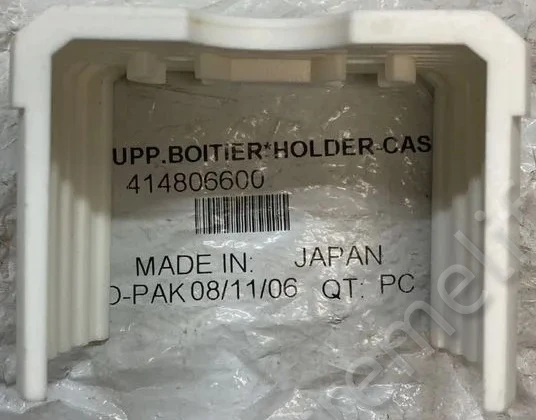 UPP.BOITIER*HOLDER-CAS
414806600
MADE IN: JAPAN
D-PAK 08/11/06 QT: PC